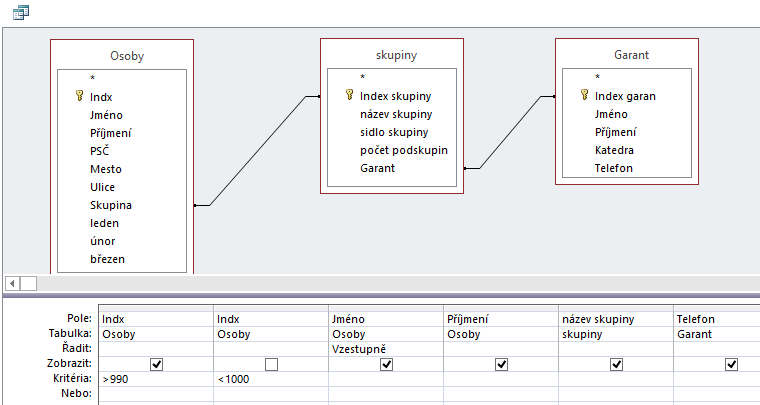 Osoby
*
Indx
Jméno
Příjmení
PSČ
Mesto
Ulice
Skupina
leden
únor
březen
skupiny
*
Index skupiny
název skupiny
sidlo skupiny
počet podskupin
Garant
Garant
*
Index garan
Jméno
Příjmení
Katedra
Telefon
Pole: Indx Indx Jméno Příjmení název skupiny Telefon
Tabulka: Osoby Osoby Osoby Osoby skupiny Garant
Řadit: Vzestupně
Zobrazit:
Kritéria: >990 <1000
Nebo: